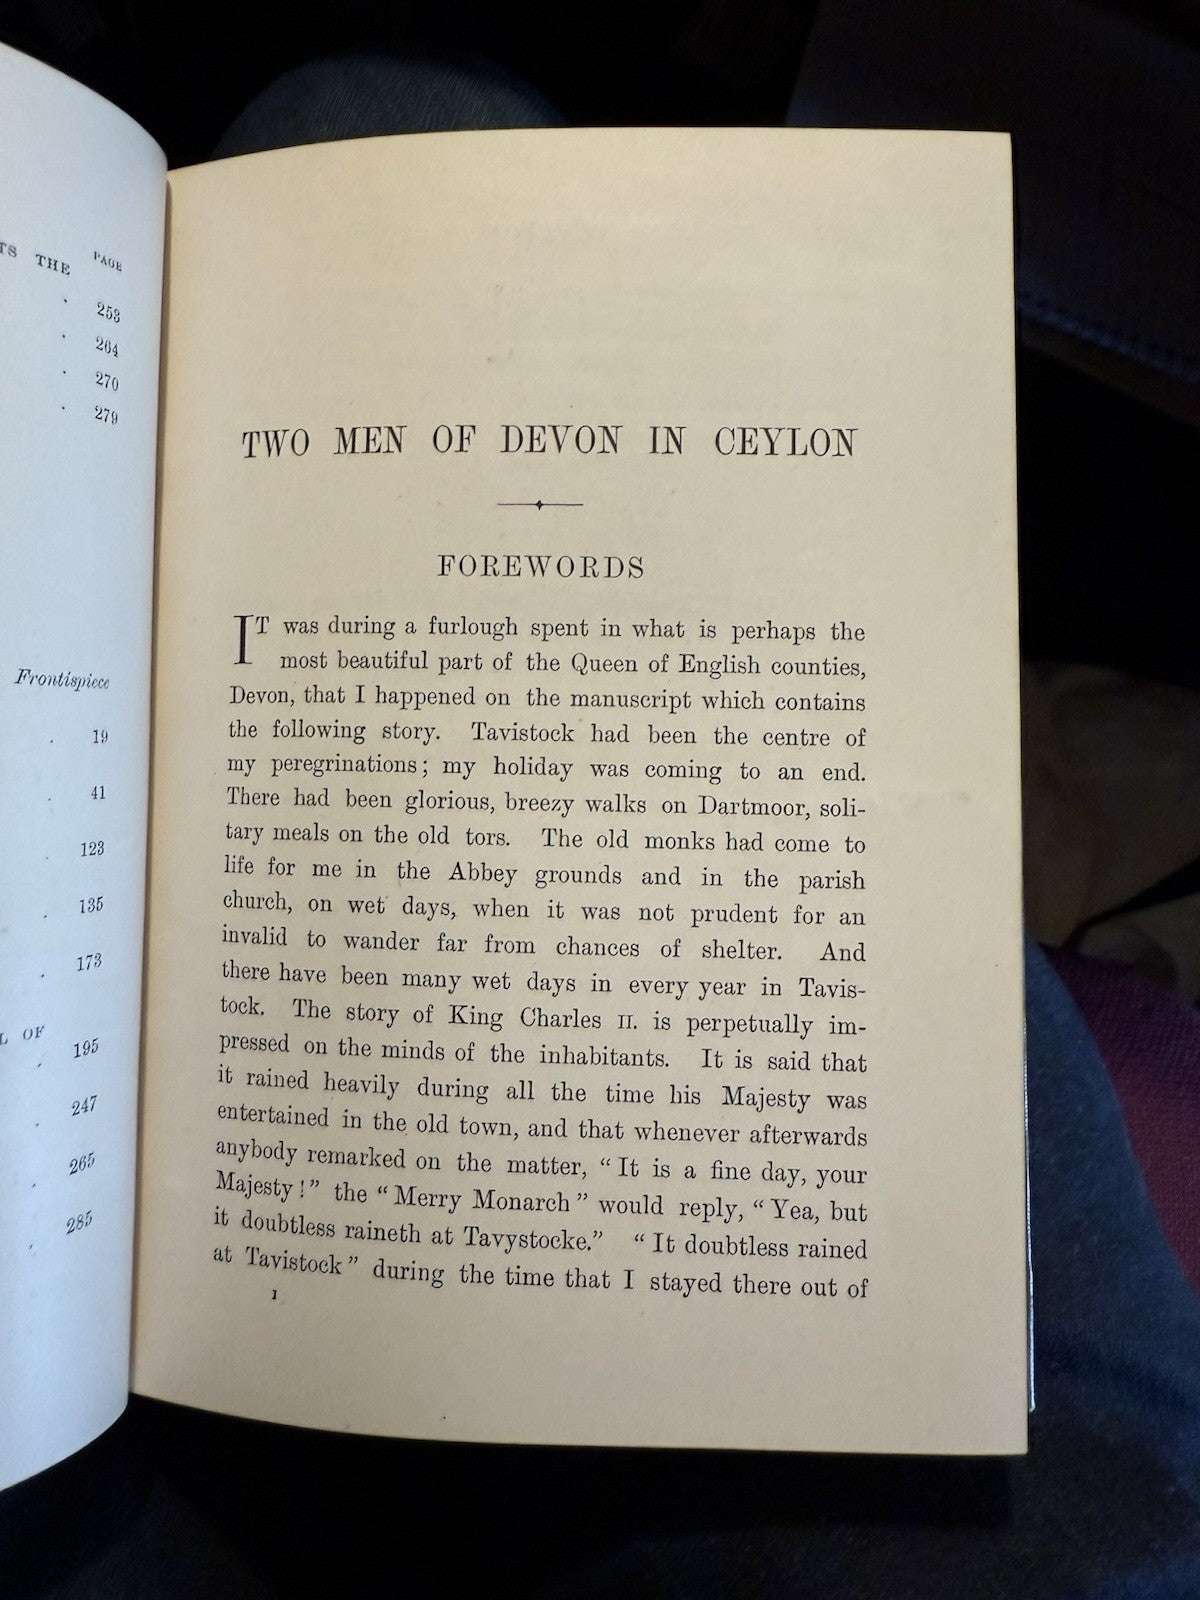 TS THE PAGE
. 253
. 264
. 270
. 279
Frontispiece
. 19
. 41
. 123
. 135
. 173
L OF
. 195
. 247
. 265
. 285
TWO MEN OF DEVON IN CEYLON
FOREWORDS
IT was during a furlough spent in what is perhaps the
most beautiful part of the Queen of English counties,
Devon, that I happened on the manuscript which contains
the following story. Tavistock had been the centre of
my peregrinations; my holiday was coming to an end.
There had been glorious, breezy walks on Dartmoor, soli-
tary meals on the old tors. The old monks had come to
life for me in the Abbey grounds and in the parish
church, on wet days, when it was not prudent for an
invalid to wander far from chances of shelter. And
there have been many wet days in every year in Tavis-
tock. The story of King Charles II. is perpetually im-
pressed on the minds of the inhabitants. It is said that
it rained heavily during all the time his Majesty was
entertained in the old town, and that whenever afterwards
anybody remarked on the matter, “It is a fine day, your
Majesty!” the “Merry Monarch” would reply, “Yea, but
it doubtless raineth at Tavystocke.” “It doubtless rained
at Tavistock” during the time that I stayed there out of
I